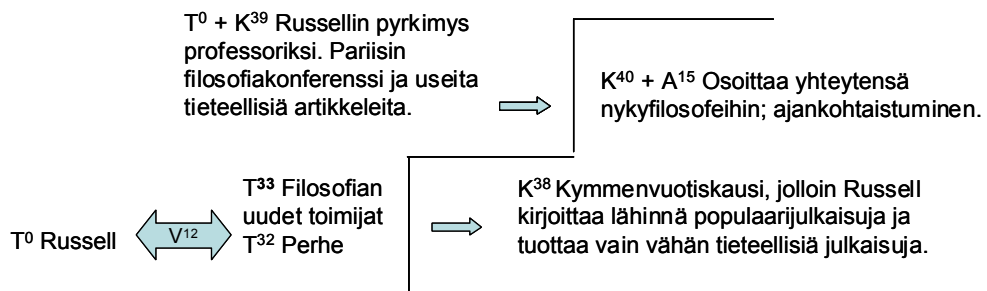 T⁰ + K³⁹ Russellin pyrkimys
professoriksi. Pariisin
filosofiakonferenssi ja useita
tieteellisiä artikkeleita.
K⁴⁰ + A¹⁵ Osoittaa yhteytensä
nykyfilosofeihin; ajankohtaistuminen.
T³³ Filosofian
uudet toimijat
T³² Perhe
T⁰ Russell
V¹²
K³⁸ Kymmenvuotiskausi, jolloin Russell
kirjoittaa lähinnä populaarijulkaisuja ja
tuottaa vain vähän tieteellisiä julkaisuja.